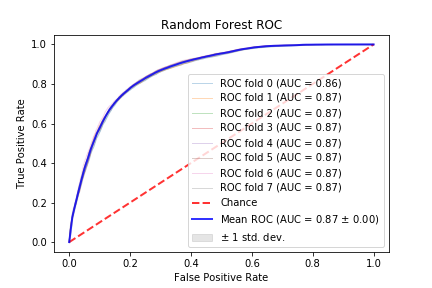 Random Forest ROC
True Positive Rate
1.0
0.8
0.6
0.4
0.2
0.0
ROC fold 0 (AUC = 0.86)
ROC fold 1 (AUC = 0.87)
ROC fold 2 (AUC = 0.87)
ROC fold 3 (AUC = 0.87)
ROC fold 4 (AUC = 0.87)
ROC fold 5 (AUC = 0.87)
ROC fold 6 (AUC = 0.87)
ROC fold 7 (AUC = 0.87)
Chance
Mean ROC (AUC = 0.87 ± 0.00)
± 1 std. dev.
0.0 0.2 0.4 0.6 0.8 1.0
False Positive Rate